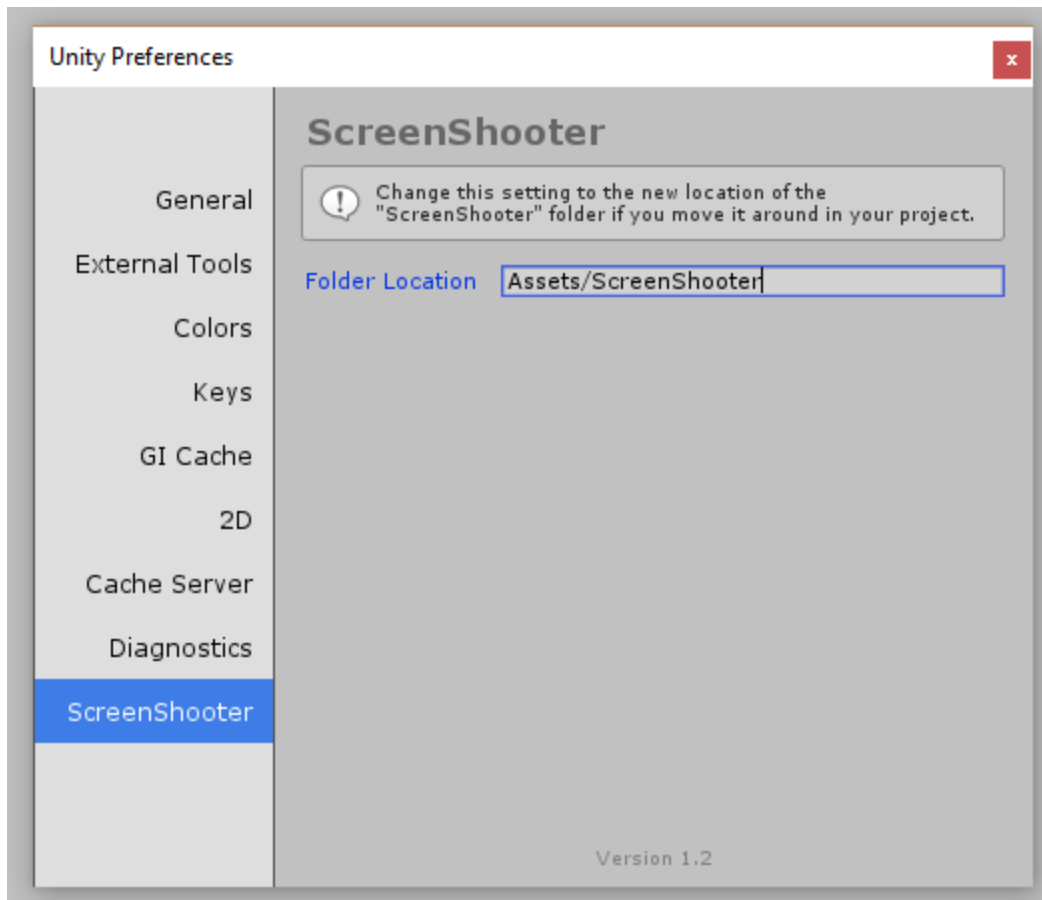 Unity Preferences
x
General
External Tools
Colors
Keys
GI Cache
2D
Cache Server
Diagnostics
ScreenShooter
ScreenShooter
Change this setting to the new location of the
"ScreenShooter" folder if you move it around in your project.
Folder Location Assets/ScreenShooter
Version 1.2